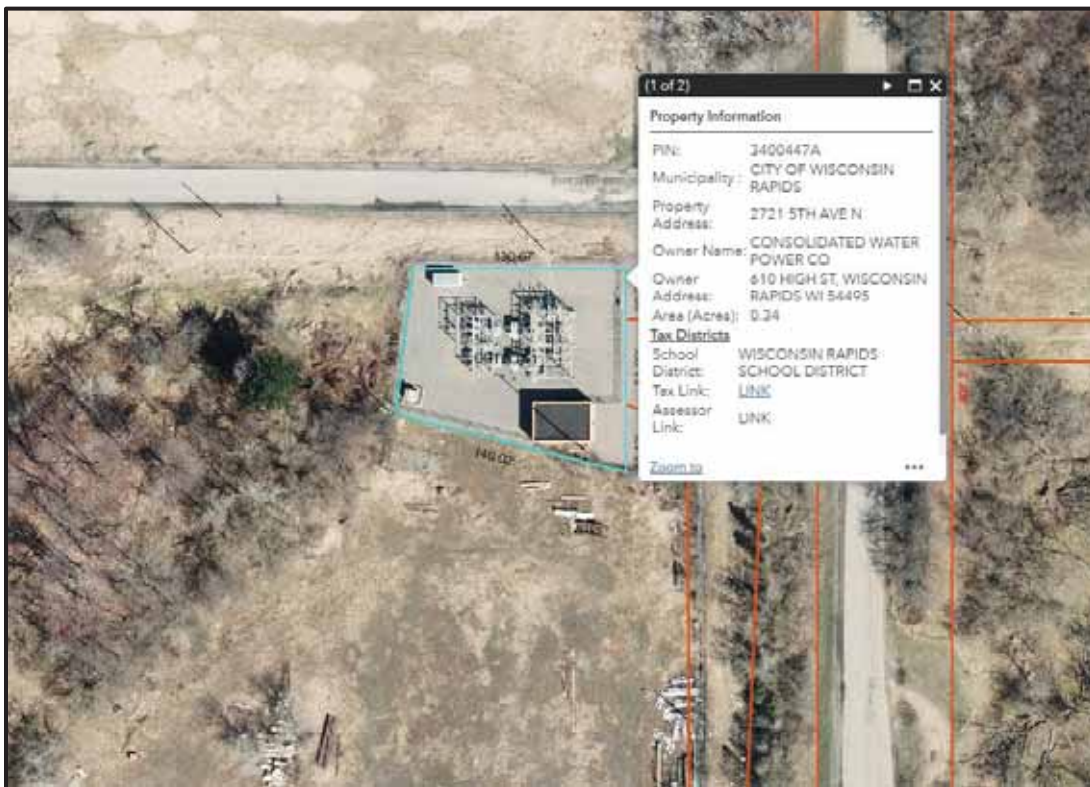 (1 of 2)
Property Information
PIN: 3400447A
Municipality : CITY OF WISCONSIN
RAPIDS
Property
Address: 2721 5TH AVE N
Owner Name: CONSOLIDATED WATER
POWER CO
Owner 610 HIGH ST, WISCONSIN
Address: RAPIDS WI 54495
Area (Acres): 0.34
Tax Districts
School WISCONSIN RAPIDS
District: SCHOOL DISTRICT
Tax Link: LINK
Assessor
Link: LINK
Zoom to
130.67